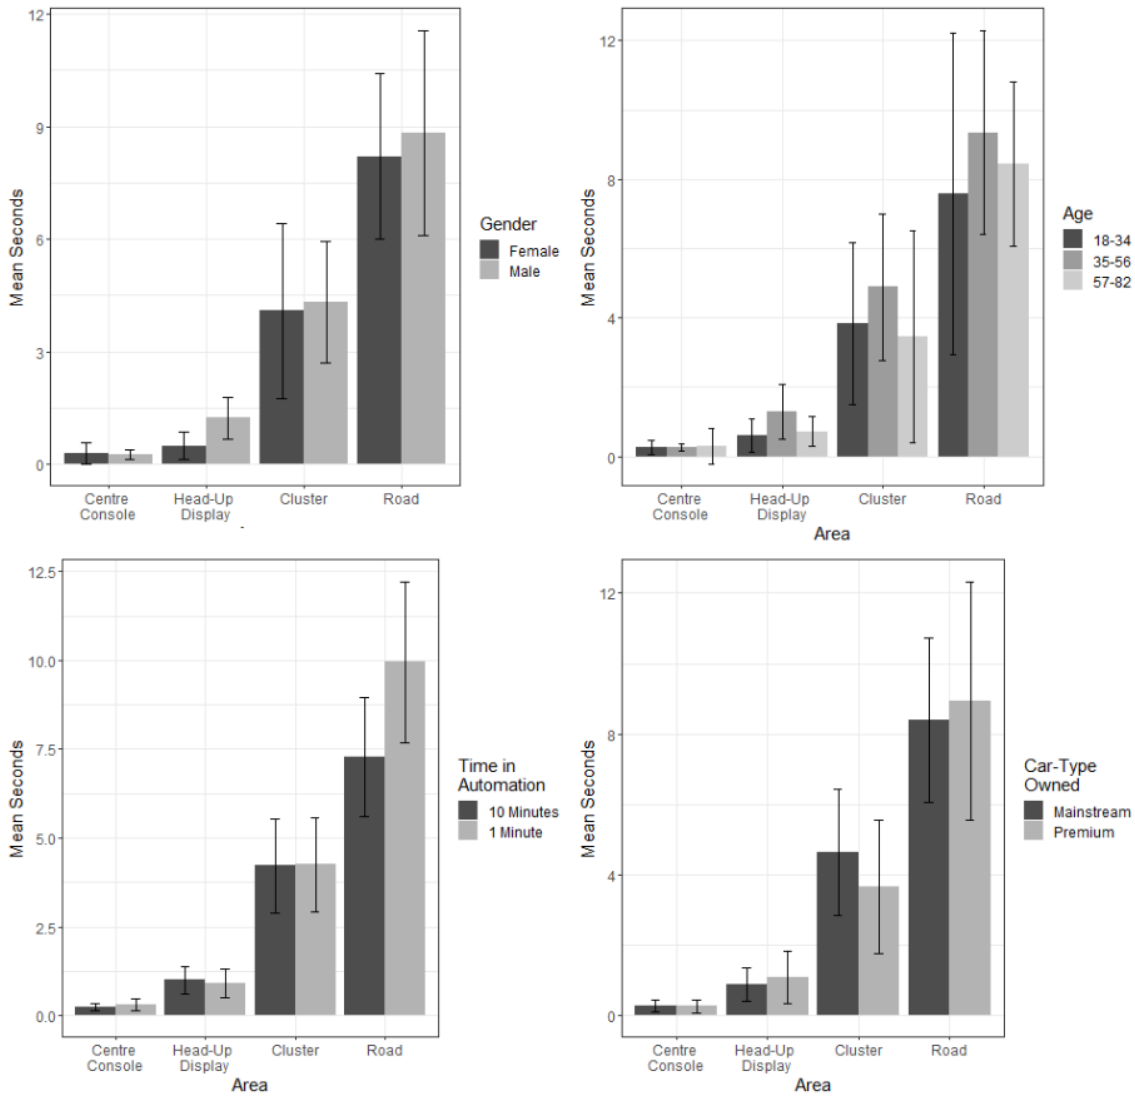 12
9
6
3
0
Mean Seconds
Centre
Console
Head-Up
Display
Cluster
Road
Gender
Female
Male
12
8
4
0
Mean Seconds
Centre
Console
Head-Up
Display
Cluster
Road
Area
Age
18-34
35-56
57-82
12.5
10.0
7.5
5.0
2.5
0.0
Mean Seconds
Centre
Console
Head-Up
Display
Cluster
Road
Area
Time in
Automation
10 Minutes
1 Minute
12
8
4
0
Mean Seconds
Centre
Console
Head-Up
Display
Cluster
Road
Area
Car-Type
Owned
Mainstream
Premium